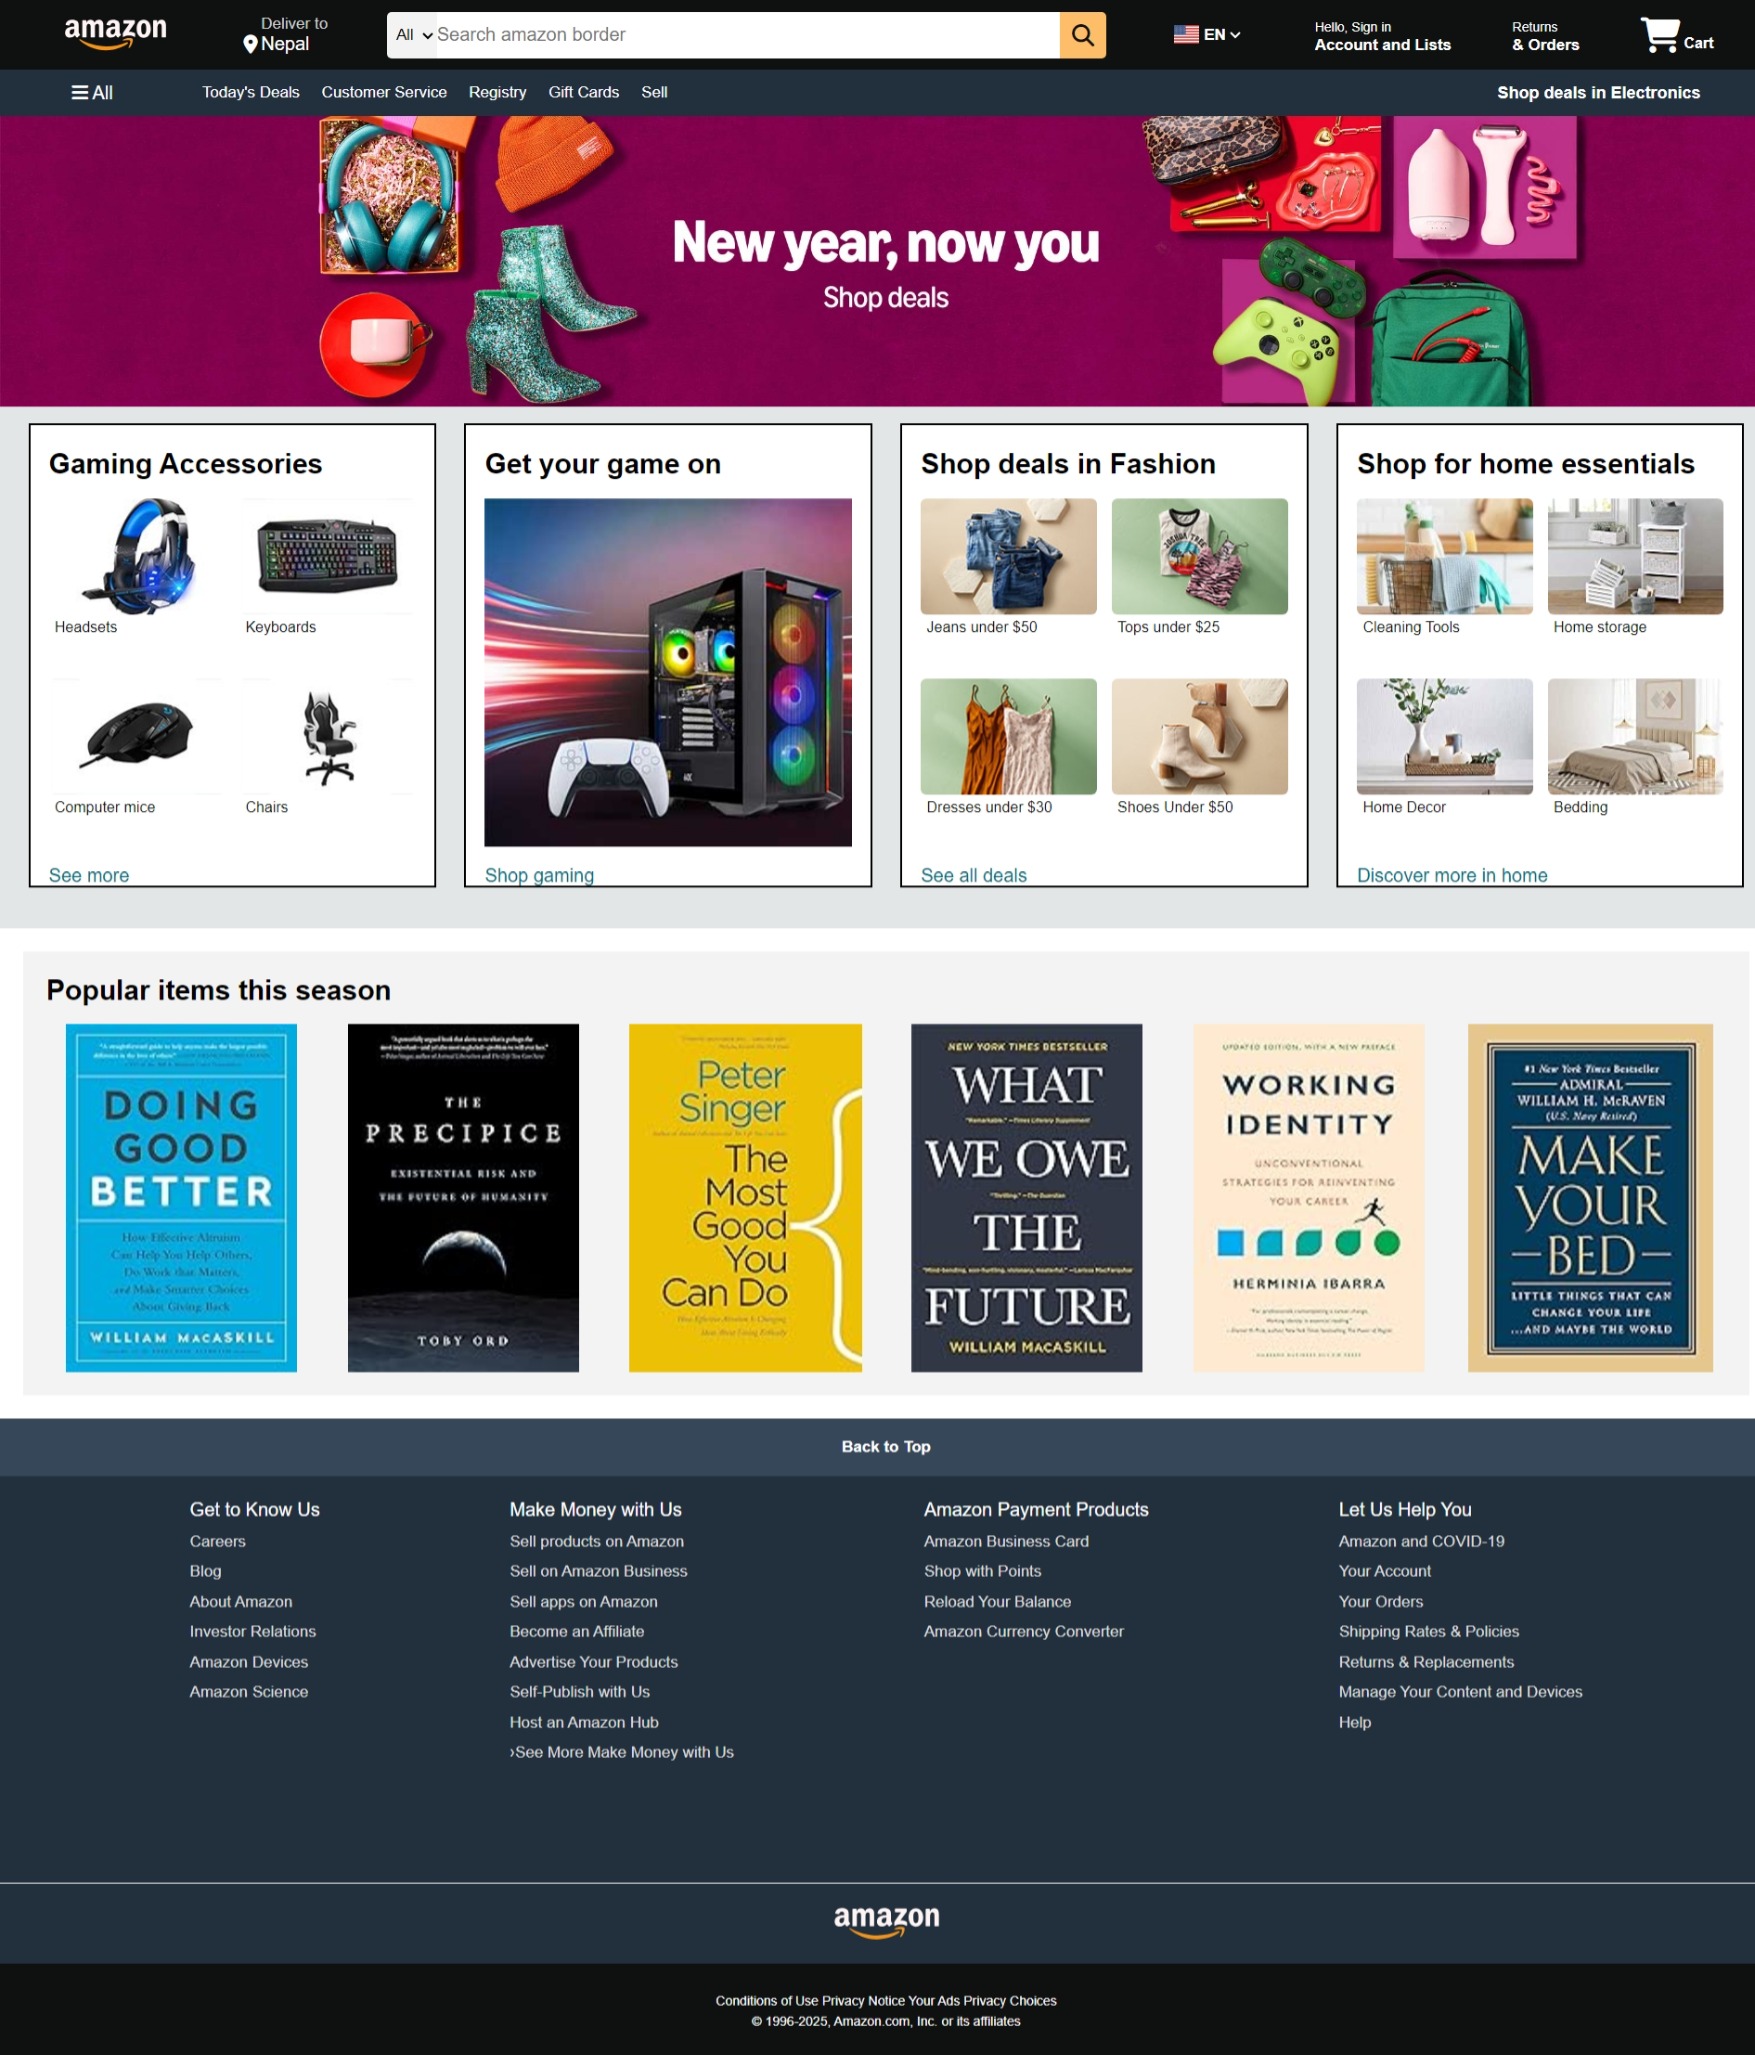 amazon
Deliver to
Nepal
All
Search amazon border
EN
Hello, Sign in
Account and Lists
Returns
& Orders
Cart
All
Today's Deals
Customer Service
Registry
Gift Cards
Sell
Shop deals in Electronics
New year, now you
Shop deals
Gaming Accessories
Headsets
Keyboards
Computer mice
Chairs
See more
Get your game on
Shop gaming
Shop deals in Fashion
Jeans under $50
Tops under $25
Dresses under $30
Shoes Under $50
See all deals
Shop for home essentials
Cleaning Tools
Home storage
Home Decor
Bedding
Discover more in home
Popular items this season
DOING
GOOD
BETTER
How Effective Altruism
Can Help You Help Others,
Do Work that Matters,
and Make Smarter Choices
About Giving Back
WILLIAM MACASKILL
THE
PRECIPICE
EXISTENTIAL RISK AND
THE FUTURE OF HUMANITY
TOBY ORD
Peter
Singer
The
Most
Good
You
Can Do
NEW YORK TIMES BESTSELLER
WHAT
WE OWE
THE
FUTURE
WILLIAM MACASKILL
UPDATED EDITION, WITH A NEW PREFACE
WORKING
IDENTITY
UNCONVENTIONAL
STRATEGIES FOR REINVENTING
YOUR CAREER
HERMINIA IBARRA
#1 New York Times Bestseller
ADMIRAL
WILLIAM H. McRAVEN
(U.S. Navy Retired)
MAKE
YOUR
BED
LITTLE THINGS THAT CAN
CHANGE YOUR LIFE
...AND MAYBE THE WORLD
Back to Top
Get to Know Us
Careers
Blog
About Amazon
Investor Relations
Amazon Devices
Amazon Science
Make Money with Us
Sell products on Amazon
Sell on Amazon Business
Sell apps on Amazon
Become an Affiliate
Advertise Your Products
Self-Publish with Us
Host an Amazon Hub
›See More Make Money with Us
Amazon Payment Products
Amazon Business Card
Shop with Points
Reload Your Balance
Amazon Currency Converter
Let Us Help You
Amazon and COVID-19
Your Account
Your Orders
Shipping Rates & Policies
Returns & Replacements
Manage Your Content and Devices
Help
amazon
Conditions of Use Privacy Notice Your Ads Privacy Choices
© 1996-2025, Amazon.com, Inc. or its affiliates